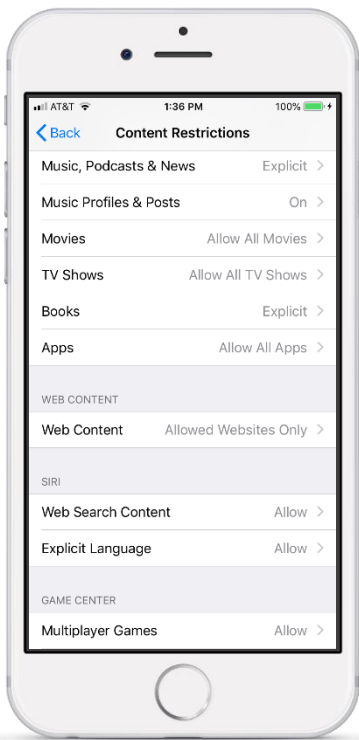 AT&T 1:36 PM 100%
Back Content Restrictions
Music, Podcasts & News Explicit
Music Profiles & Posts On
Movies Allow All Movies
TV Shows Allow All TV Shows
Books Explicit
Apps Allow All Apps
WEB CONTENT
Web Content Allowed Websites Only
SIRI
Web Search Content Allow
Explicit Language Allow
GAME CENTER
Multiplayer Games Allow